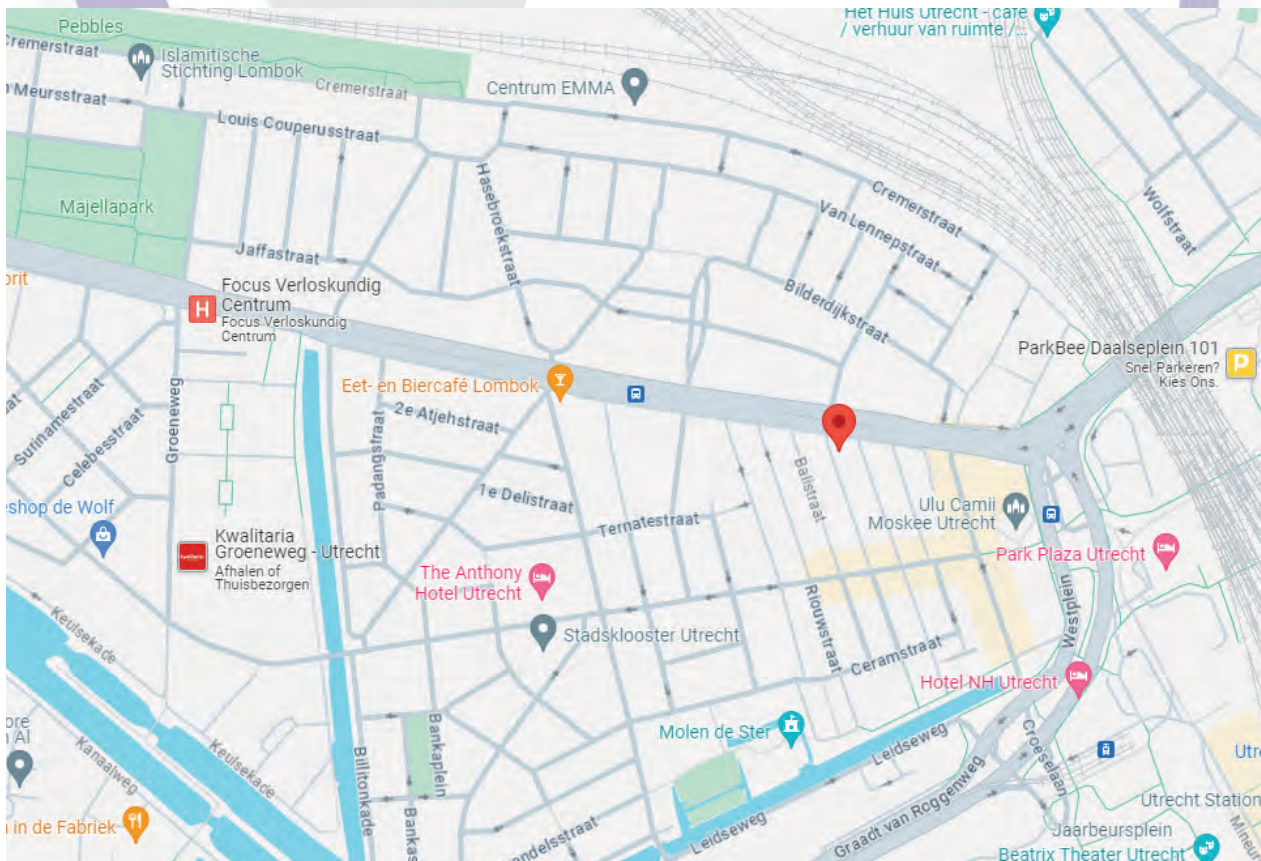 Pebbles
Cremerstraat
Islamitische
Stichting Lombok
Het Huis Utrecht - café
/ verhuur van ruimte /...
Meursstraat
Cremerstraat
Centrum EMMA
Louis Couperusstraat
Hasebroekstraat
Cremerstraat
Wolfstraat
Majellapark
Van Lennepstraat
Jaffastraat
Bilderdijkstraat
Focus Verloskundig
Centrum
Focus Verloskundig
Centrum
H
ParkBee Daalseplein 101
Snel Parkeren?
Kies Ons.
P
Eet- en Biercafé Lombok
2e Atjehstraat
Padangstraat
Groeneweg
Surinamestraat
Celebesstraat
Balistraat
1e Delistraat
Ternatestraat
Ulu Camii
Moskee Utrecht
eshop de Wolf
Kwalitaria
Groeneweg - Utrecht
Afhalen of
Thuisbezorgen
Park Plaza Utrecht
The Anthony
Hotel Utrecht
Riouwstraat
Westplein
Keulsekade
Stadsklooster Utrecht
Ceramstraat
Hotel NH Utrecht
Molen de Ster
Bankaplein
Billitonkade
Leidseweg
Croeselaan
Keulsekade
Kanaalweg
Graadt van Roggenweg
Utrecht Station
Leidseweg
in de Fabriek
Jaarbeursplein
Beatrix Theater Utrecht